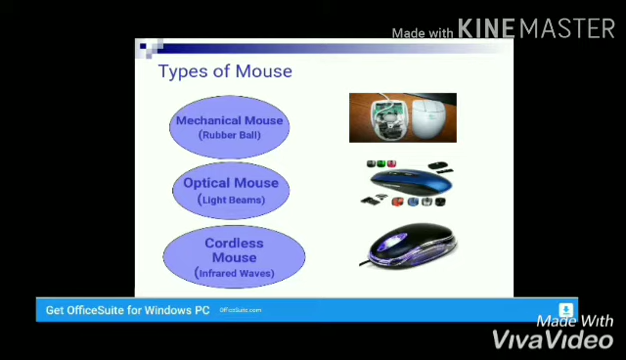 Made with KINEMASTER
Types of Mouse
Mechanical Mouse
(Rubber Ball)
Optical Mouse
(Light Beams)
Cordless
Mouse
(Infrared Waves)
Get OfficeSuite for Windows PC OfficeSuite.com
Made With
VivaVideo